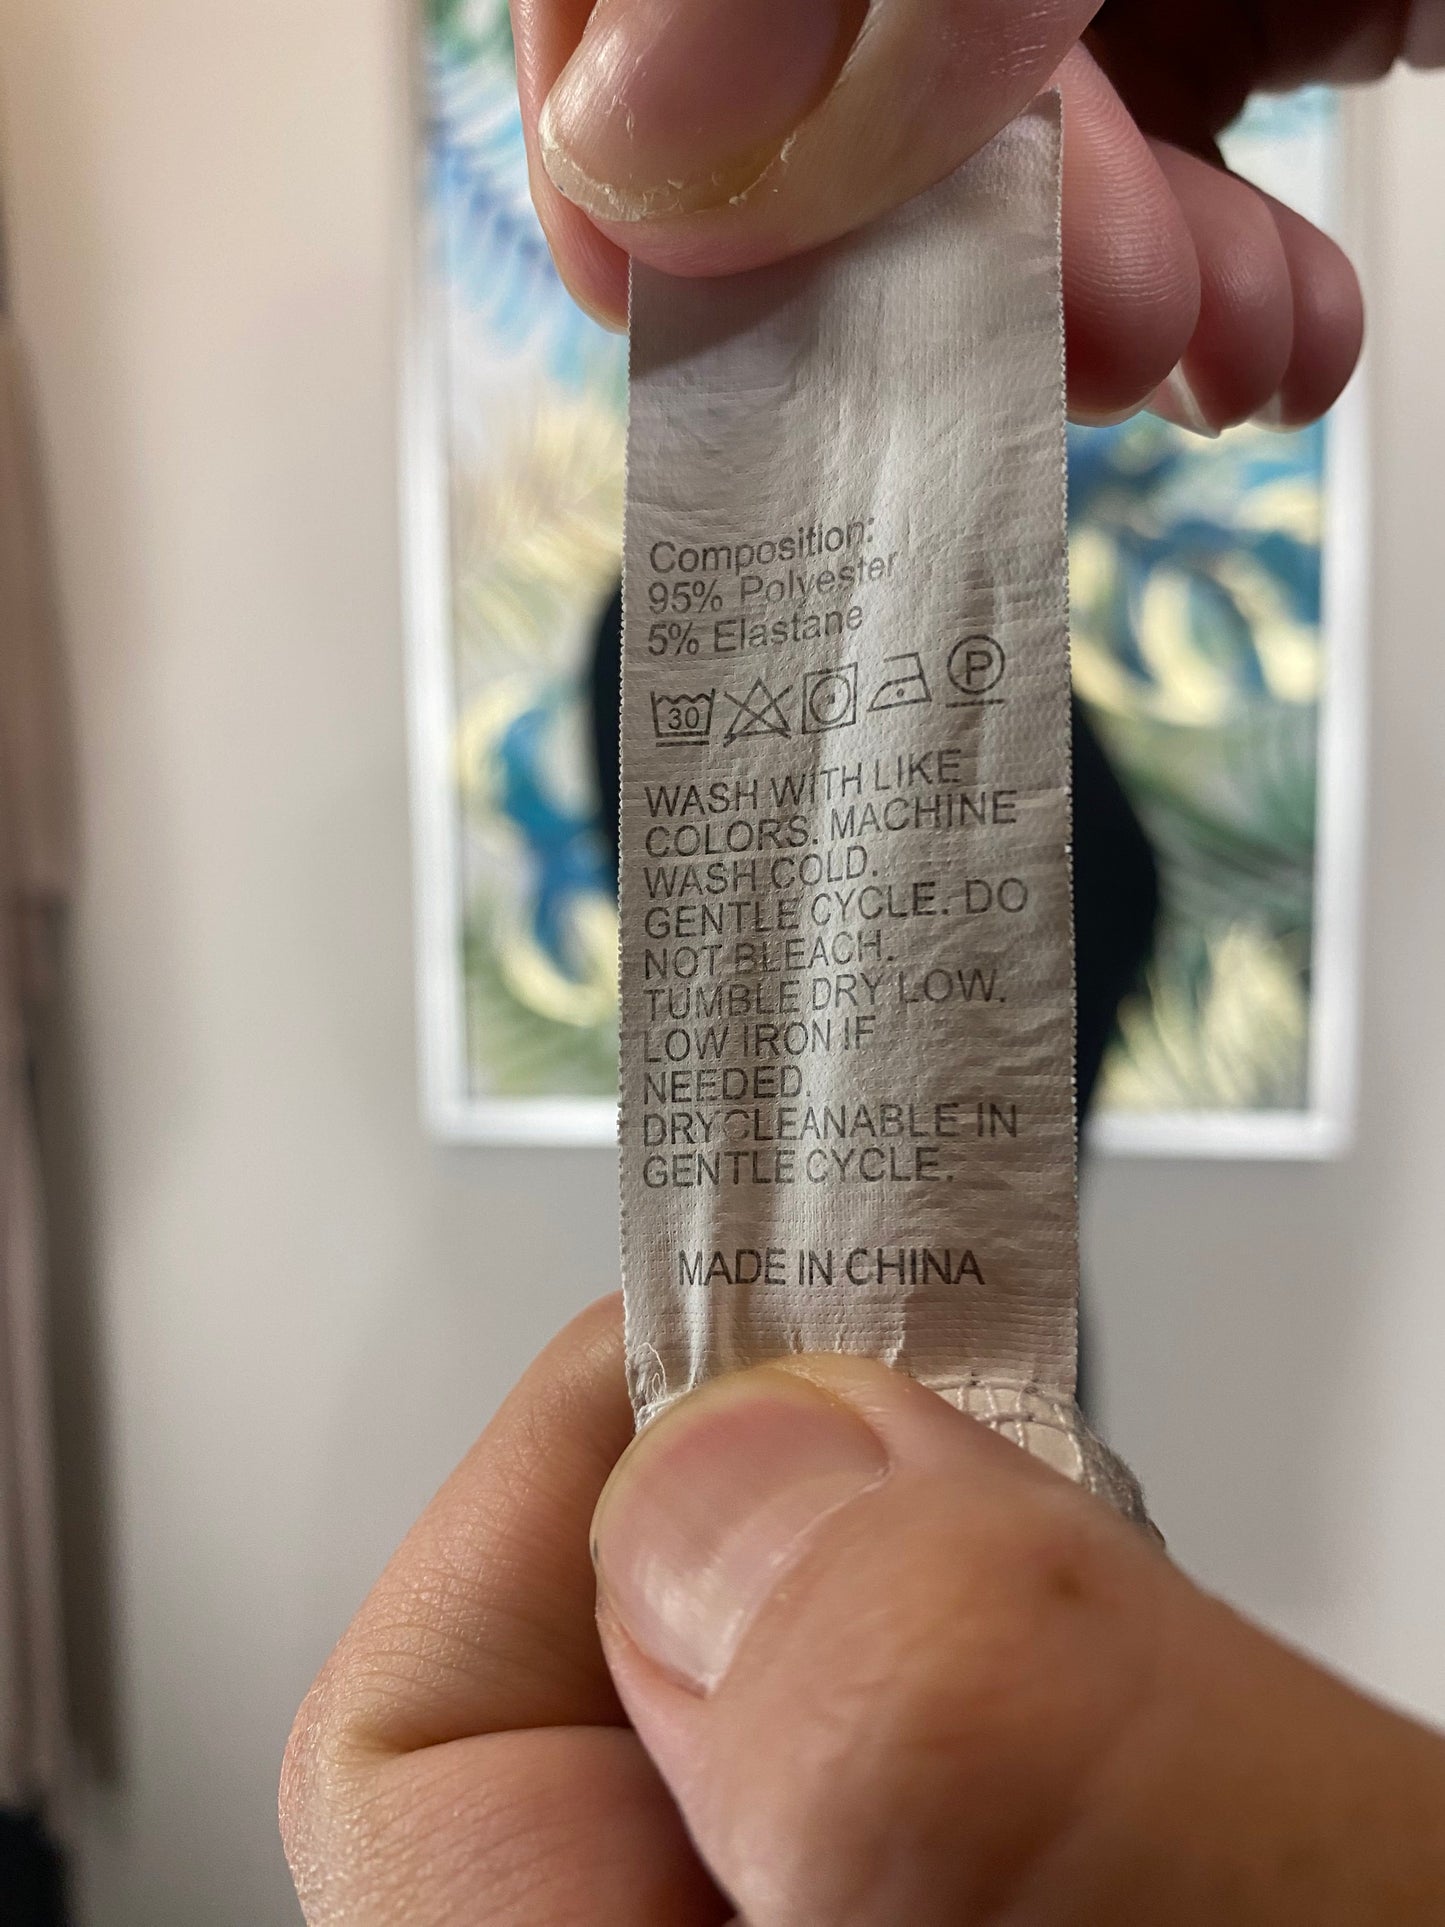 Composition:
95% Polyester
5% Elastane
30 P
WASH WITH LIKE
COLORS. MACHINE
WASH COLD.
GENTLE CYCLE. DO
NOT BLEACH.
TUMBLE DRY LOW.
LOW IRON IF
NEEDED.
DRYCLEANABLE IN
GENTLE CYCLE.
MADE IN CHINA